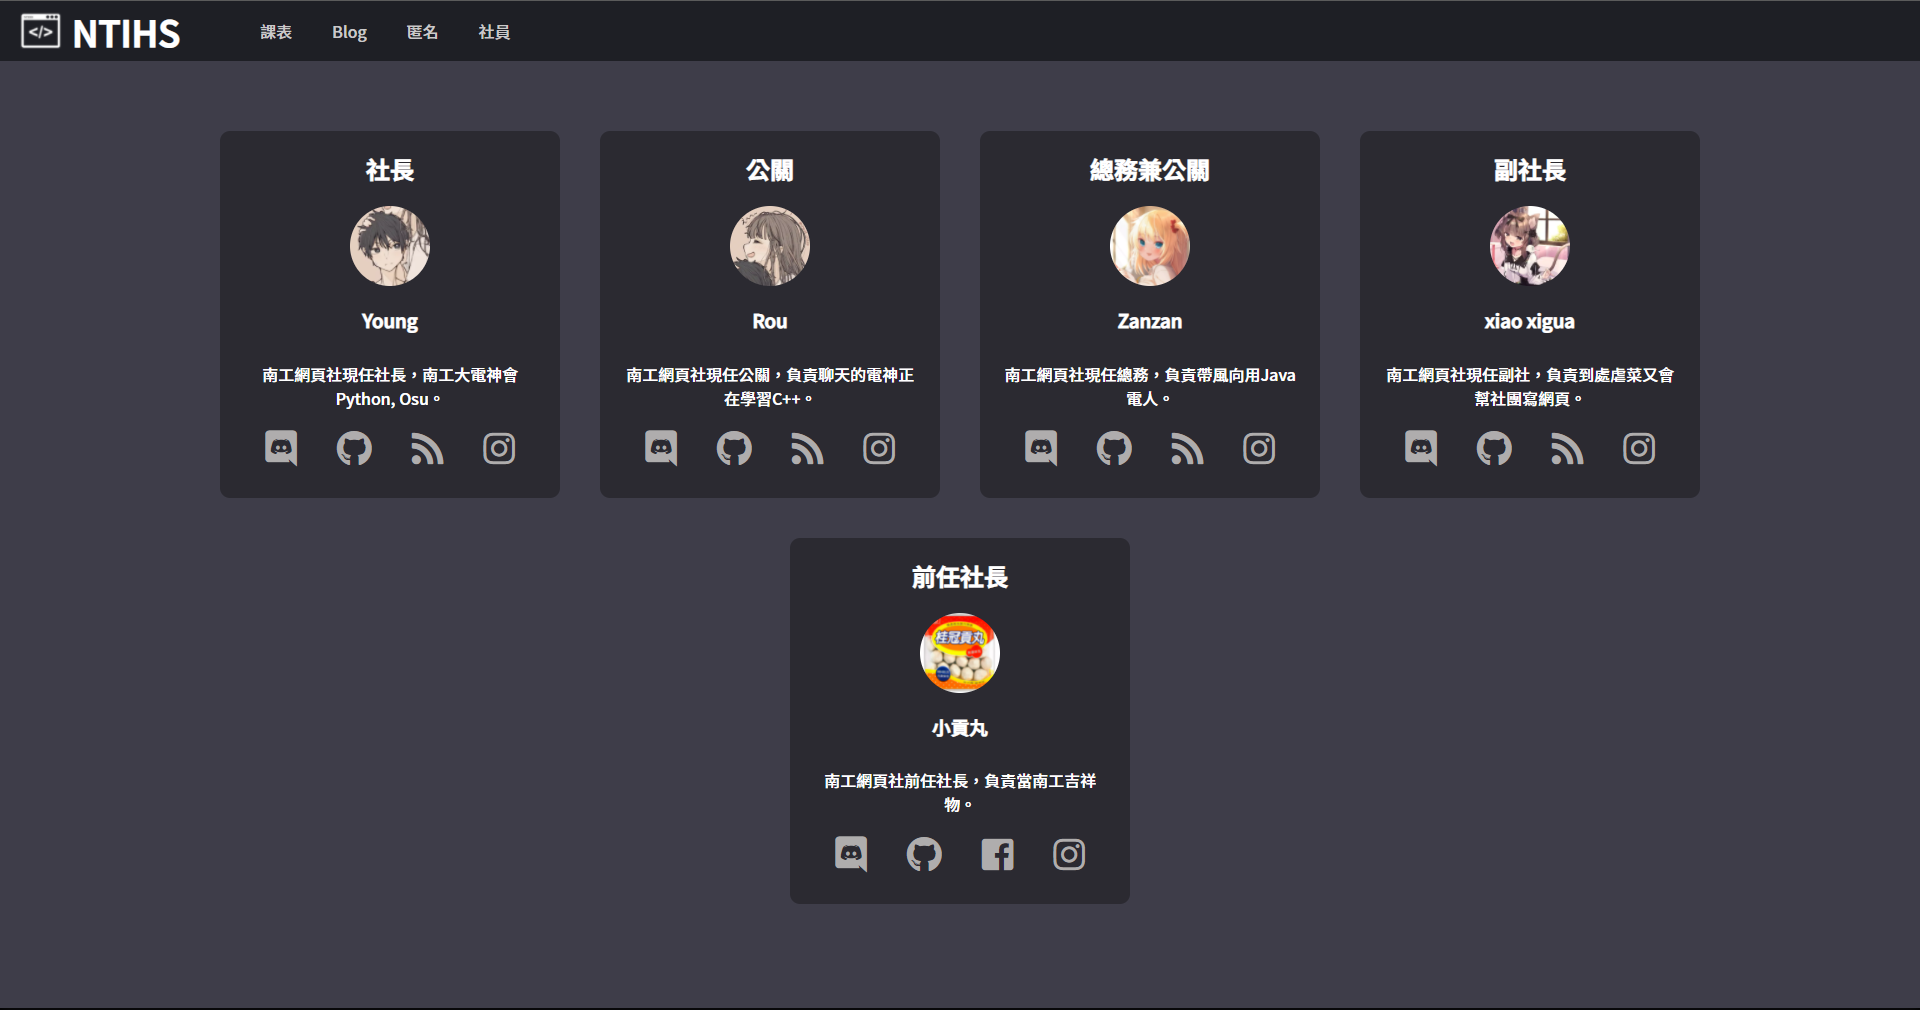 </> NTIHS
課表 Blog 匿名 社員
社長
Young
南工網頁社現任社長，南工大電神會
Python, Osu。
公關
Rou
南工網頁社現任公關，負責聊天的電神正
在學習C++。
總務兼公關
Zanzan
南工網頁社現任總務，負責帶風向用Java
電人。
副社長
xiao xigua
南工網頁社現任副社，負責到處虐菜又會
幫社團寫網頁。
前任社長
桂冠貢丸
小貢丸
南工網頁社前任社長，負責當南工吉祥
物。